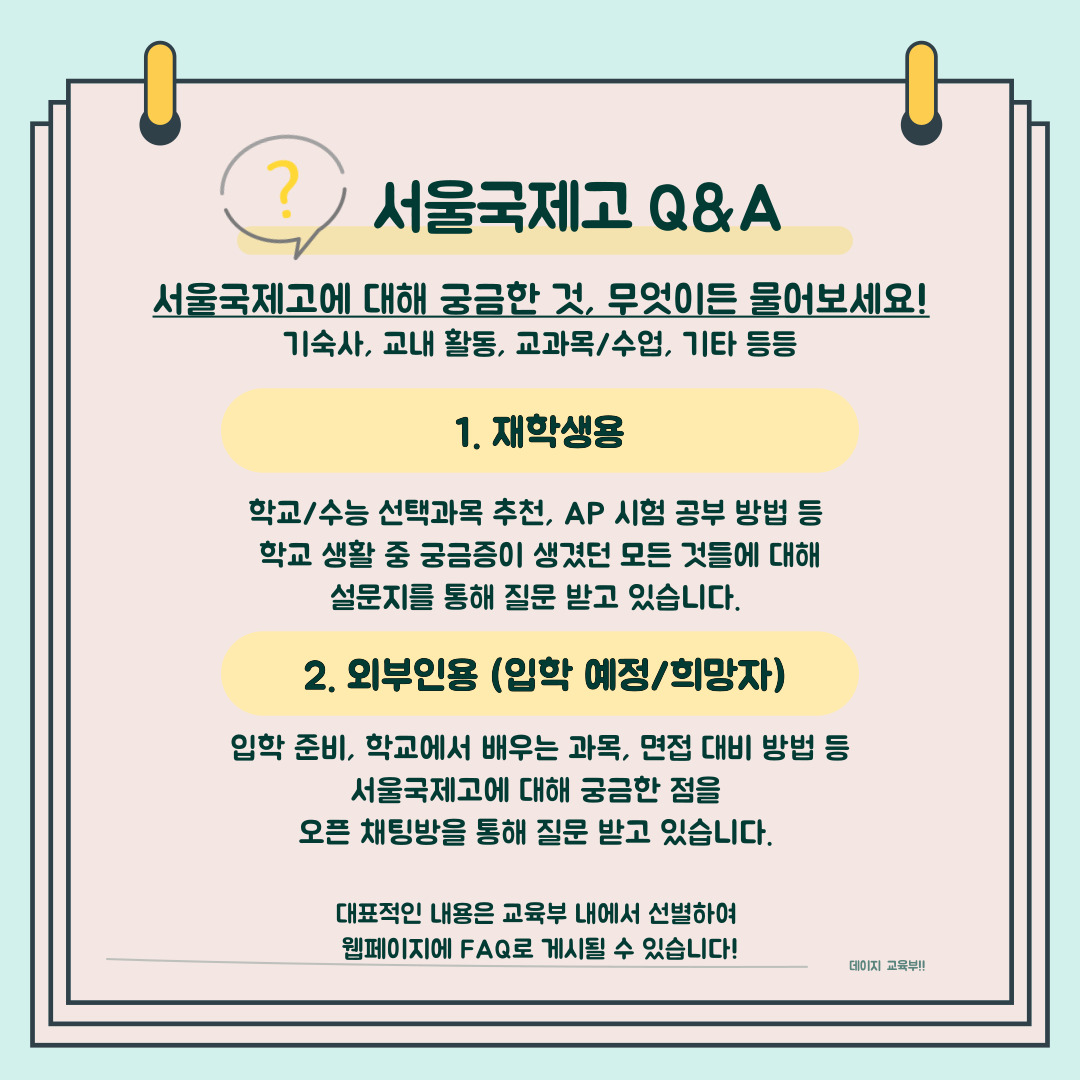 ?
서울국제고 Q&A
서울국제고에 대해 궁금한 것, 무엇이든 물어보세요!
기숙사, 교내 활동, 교과목/수업, 기타 등등
1. 재학생용
학교/수능 선택과목 추천, AP 시험 공부 방법 등
학교 생활 중 궁금증이 생겼던 모든 것들에 대해
설문지를 통해 질문 받고 있습니다.
2. 외부인용 (입학 예정/희망자)
입학 준비, 학교에서 배우는 과목, 면접 대비 방법 등
서울국제고에 대해 궁금한 점을
오픈 채팅방을 통해 질문 받고 있습니다.
대표적인 내용은 교육부 내에서 선별하여
웹페이지에 FAQ로 게시될 수 있습니다!
데이지 교육부!!